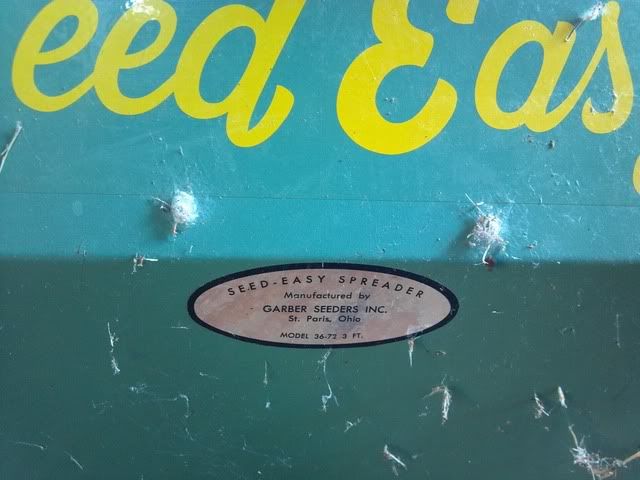 eed Eas
SEED-EASY SPREADER
Manufactured by
GARBER SEEDERS INC.
St. Paris, Ohio
MODEL 36-72 3 FT.